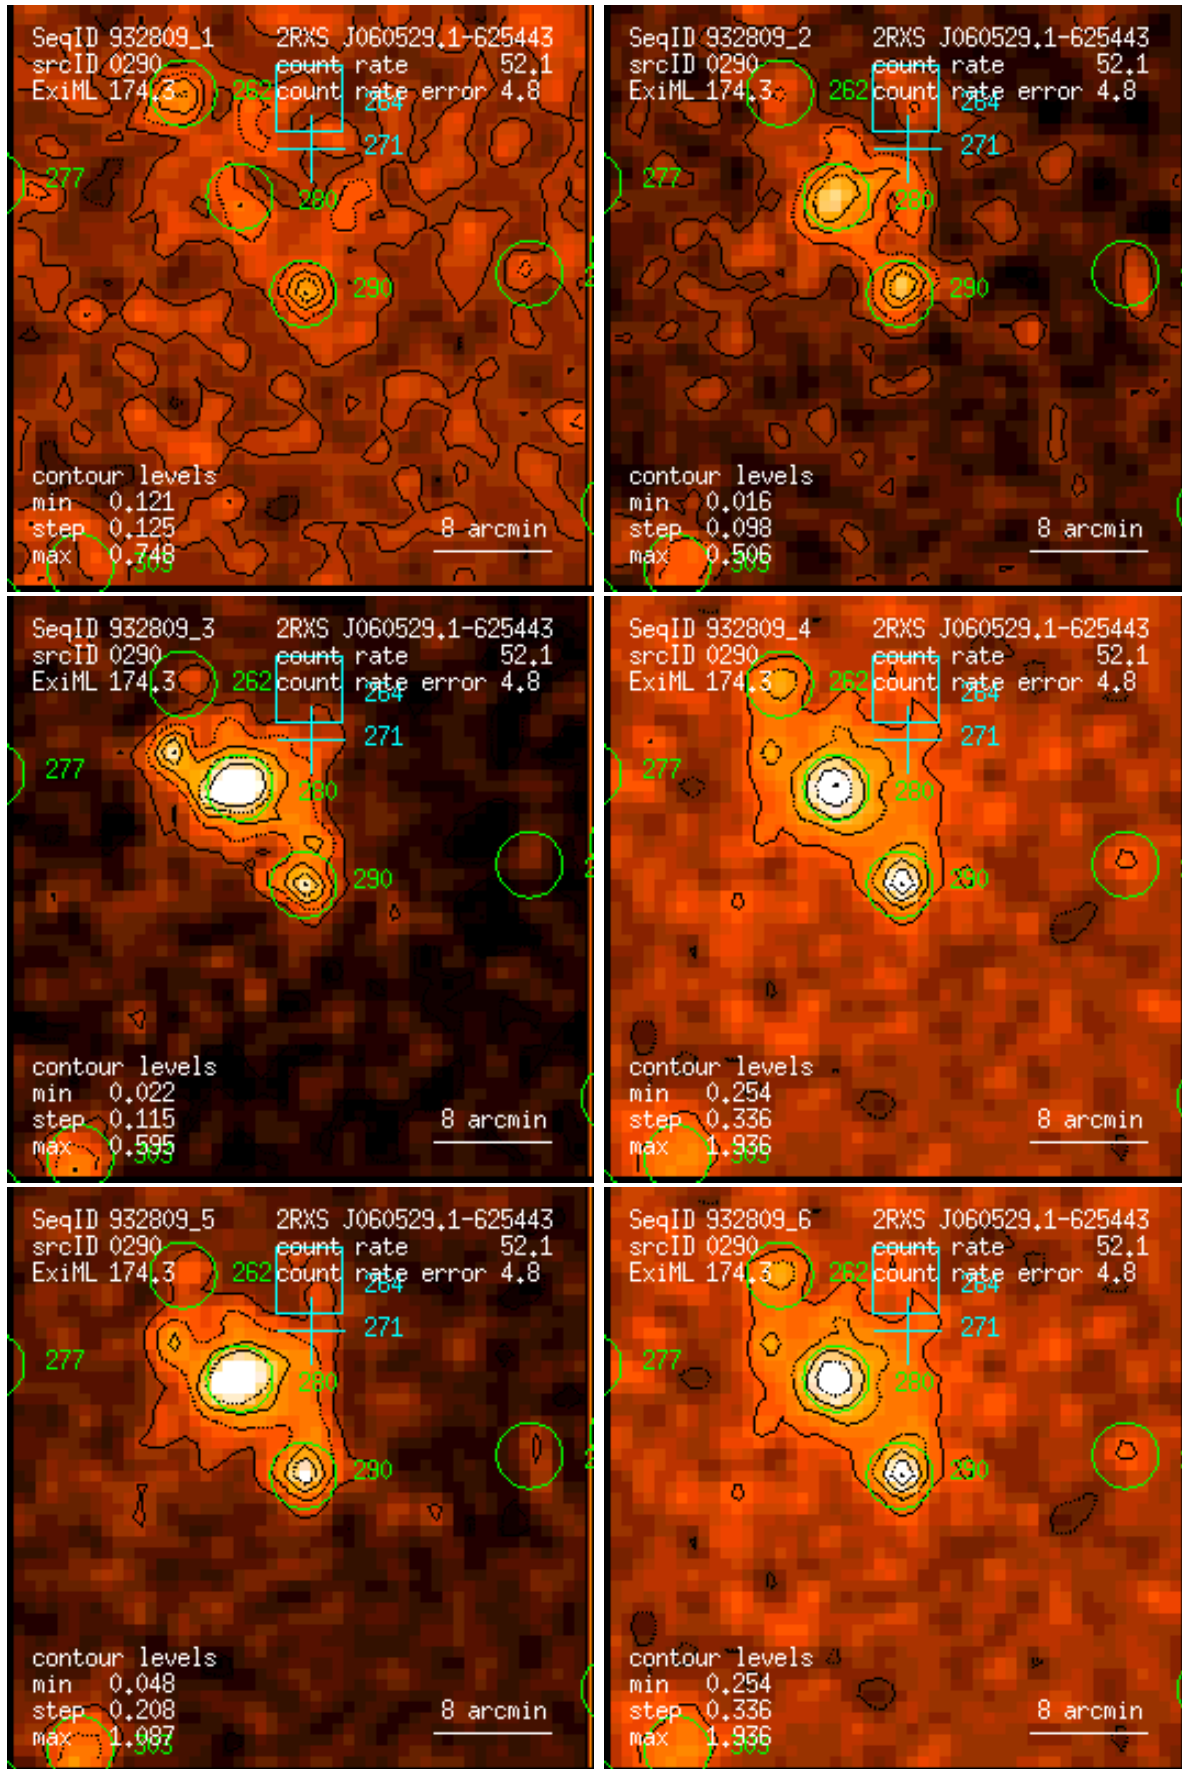 SeqID 932809_1 2RXS J060529.1-625443
srcID 0290 count rate 52.1
ExiML 174.3 262 count rate error 4.8
264
271
277
280
290
contour levels
min 0.121
step 0.125
max 0.748
8 arcmin
303
SeqID 932809_2 2RXS J060529.1-625443
srcID 0290 count rate 52.1
ExiML 174.3 262 count rate error 4.8
264
271
277
280
290
contour levels
min 0.016
step 0.098
max 0.506
8 arcmin
303
SeqID 932809_3 2RXS J060529.1-625443
srcID 0290 count rate 52.1
ExiML 174.3 262 count rate error 4.8
264
271
277
280
290
contour levels
min 0.022
step 0.115
max 0.595
8 arcmin
303
SeqID 932809_4 2RXS J060529.1-625443
srcID 0290 count rate 52.1
ExiML 174.3 262 count rate error 4.8
264
271
277
280
290
contour levels
min 0.254
step 0.336
max 1.936
8 arcmin
303
SeqID 932809_5 2RXS J060529.1-625443
srcID 0290 count rate 52.1
ExiML 174.3 262 count rate error 4.8
264
271
277
280
290
contour levels
min 0.048
step 0.208
max 1.087
8 arcmin
303
SeqID 932809_6 2RXS J060529.1-625443
srcID 0290 count rate 52.1
ExiML 174.3 262 count rate error 4.8
264
271
277
280
290
contour levels
min 0.254
step 0.336
max 1.936
8 arcmin
303